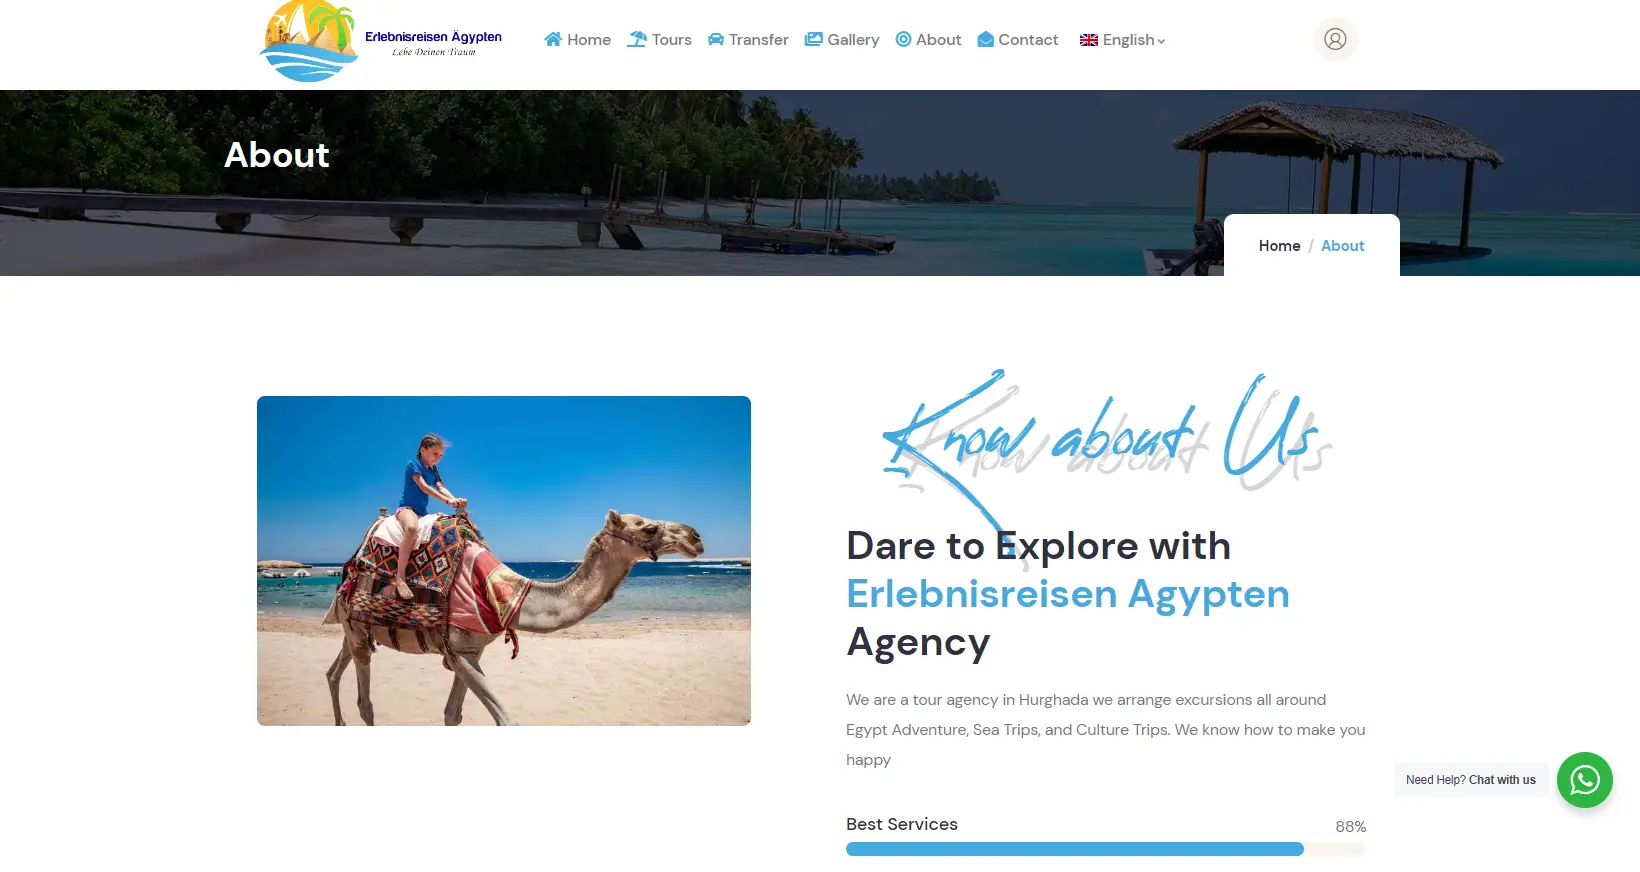 Erlebnisreisen Ägypten
Lebe Deinen Traum
Home Tours Transfer Gallery About Contact English
About
Home / About
Know about Us
Dare to Explore with
Erlebnisreisen Agypten
Agency
We are a tour agency in Hurghada we arrange excursions all around
Egypt Adventure, Sea Trips, and Culture Trips. We know how to make you
happy
Need Help? Chat with us
Best Services 88%